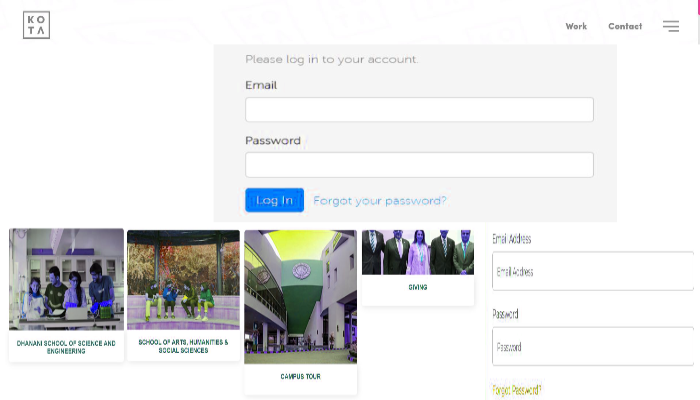 KO
TA
Work
Contact
Please log in to your account.
Email
Password
Log In
Forgot your password?
DHANANI SCHOOL OF SCIENCE AND
ENGINEERING
SCHOOL OF ARTS, HUMANITIES &
SOCIAL SCIENCES
CAMPUS TOUR
GIVING
Email Address
Email Address
Password
Password
Forgot Password?